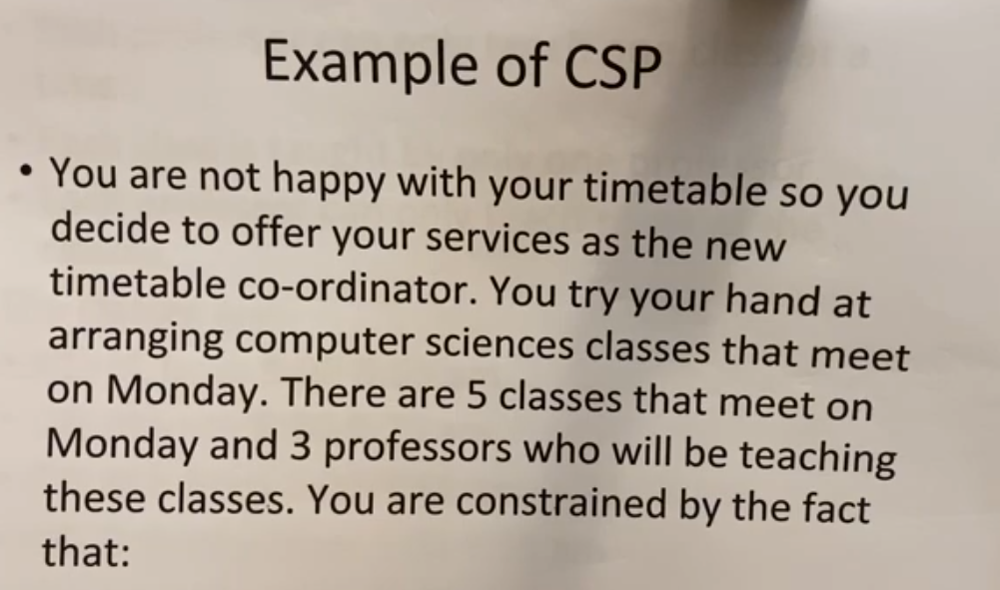 Example of CSP
• You are not happy with your timetable so you
decide to offer your services as the new
timetable co-ordinator. You try your hand at
arranging computer sciences classes that meet
on Monday. There are 5 classes that meet on
Monday and 3 professors who will be teaching
these classes. You are constrained by the fact
that: